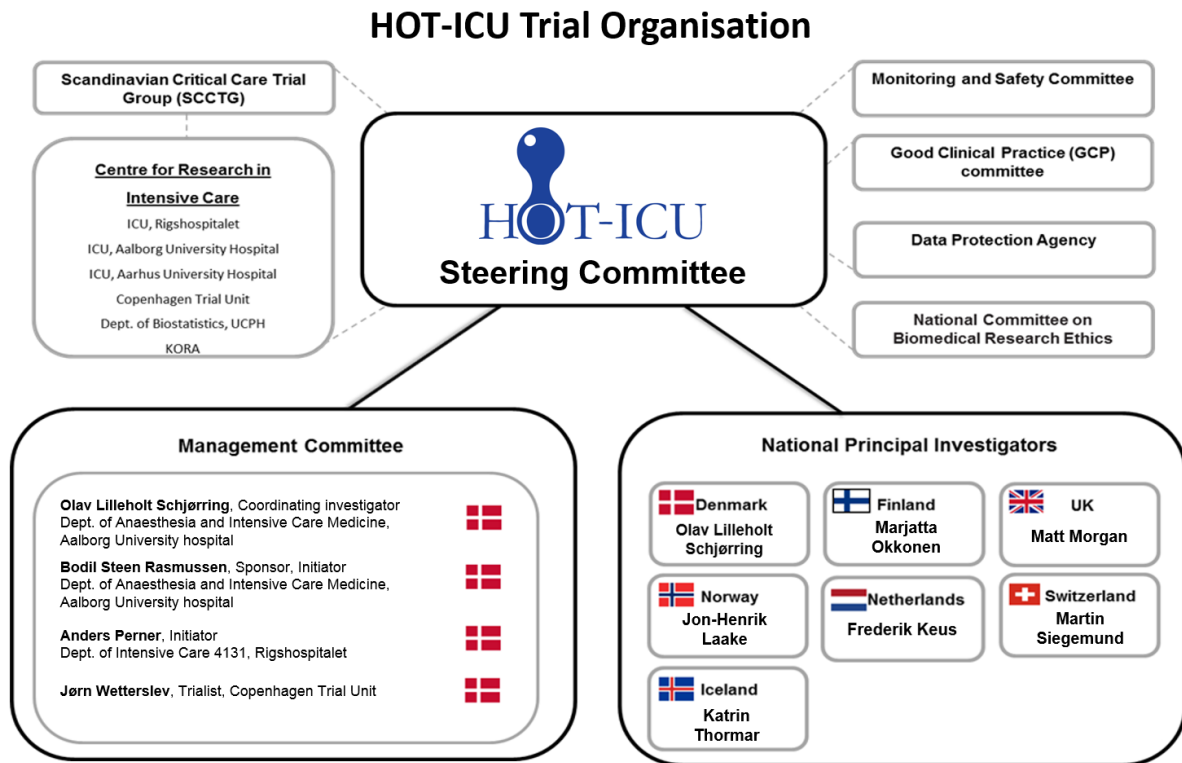 HOT-ICU Trial Organisation
Scandinavian Critical Care Trial
Group (SCCTG)
Centre for Research in
Intensive Care
ICU, Rigshospitalet
ICU, Aalborg University Hospital
ICU, Aarhus University Hospital
Copenhagen Trial Unit
Dept. of Biostatistics, UCPH
KORA
HOT-ICU
Steering Committee
Monitoring and Safety Committee
Good Clinical Practice (GCP)
committee
Data Protection Agency
National Committee on
Biomedical Research Ethics
Management Committee
Olav Lilleholt Schjørring, Coordinating investigator
Dept. of Anaesthesia and Intensive Care Medicine,
Aalborg University hospital
Bodil Steen Rasmussen, Sponsor, Initiator
Dept. of Anaesthesia and Intensive Care Medicine,
Aalborg University hospital
Anders Perner, Initiator
Dept. of Intensive Care 4131, Rigshospitalet
Jørn Wetterslev, Trialist, Copenhagen Trial Unit
National Principal Investigators
Denmark
Olav Lilleholt
Schjørring
Finland
Marjatta
Okkonen
UK
Matt Morgan
Norway
Jon-Henrik
Laake
Netherlands
Frederik Keus
Switzerland
Martin
Siegemund
Iceland
Katrin
Thormar